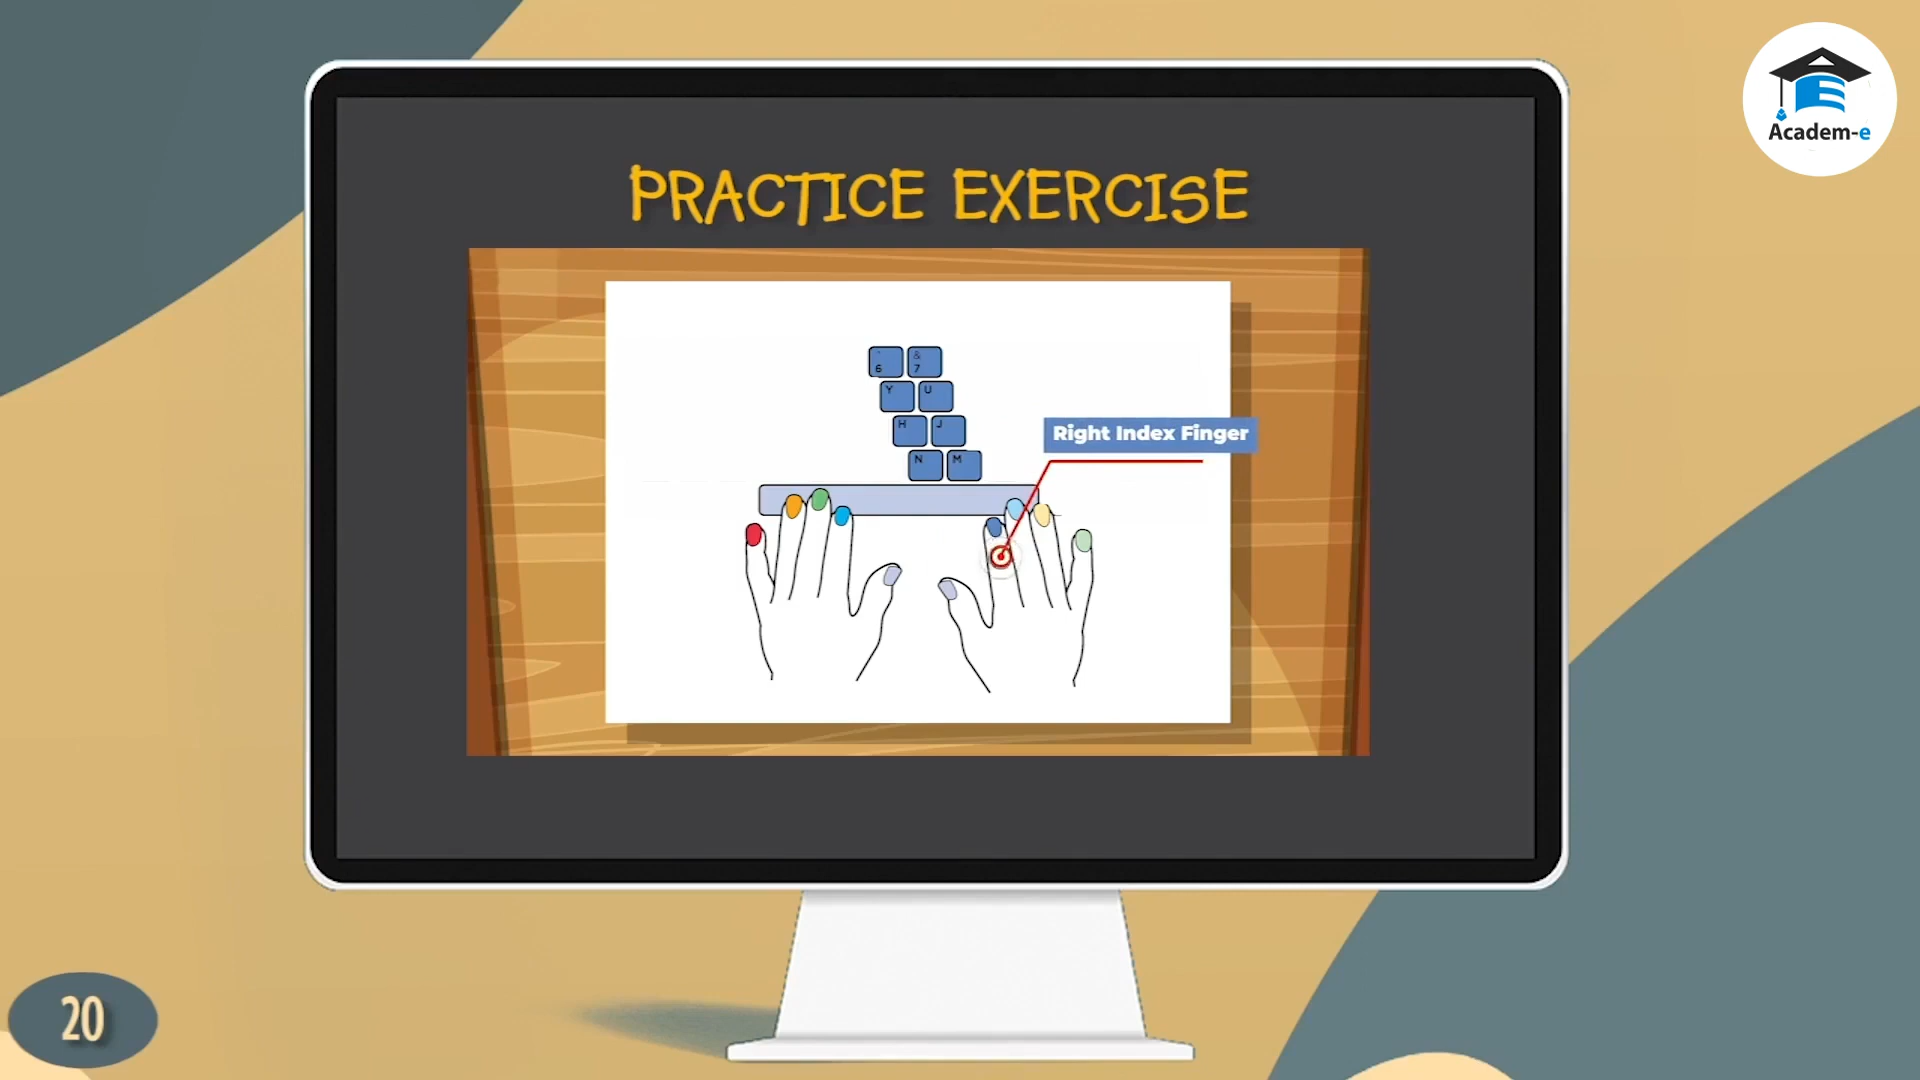 Academ-e
PRACTICE EXERCISE
& 
6 7
Y U
H J
N M
Right Index Finger
20